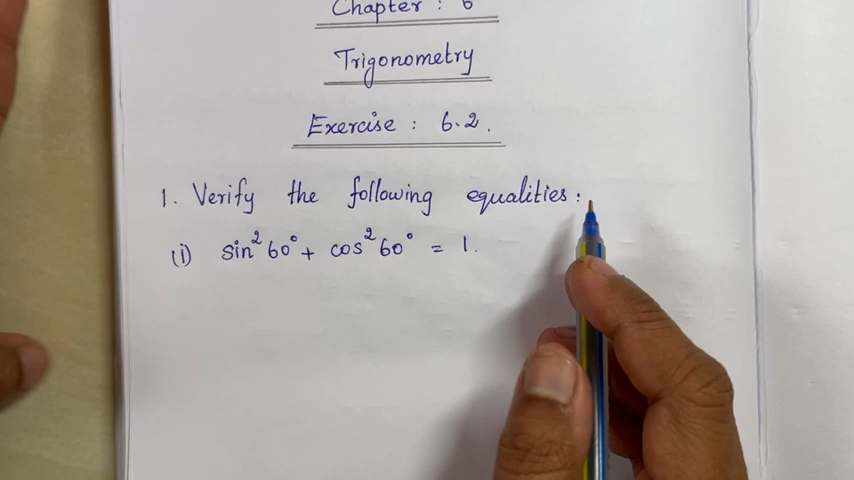 Chapter : 6
Trigonometry
Exercise : 6.2.
1. Verify the following equalities:
(i) sin²60° + cos²60° = 1.